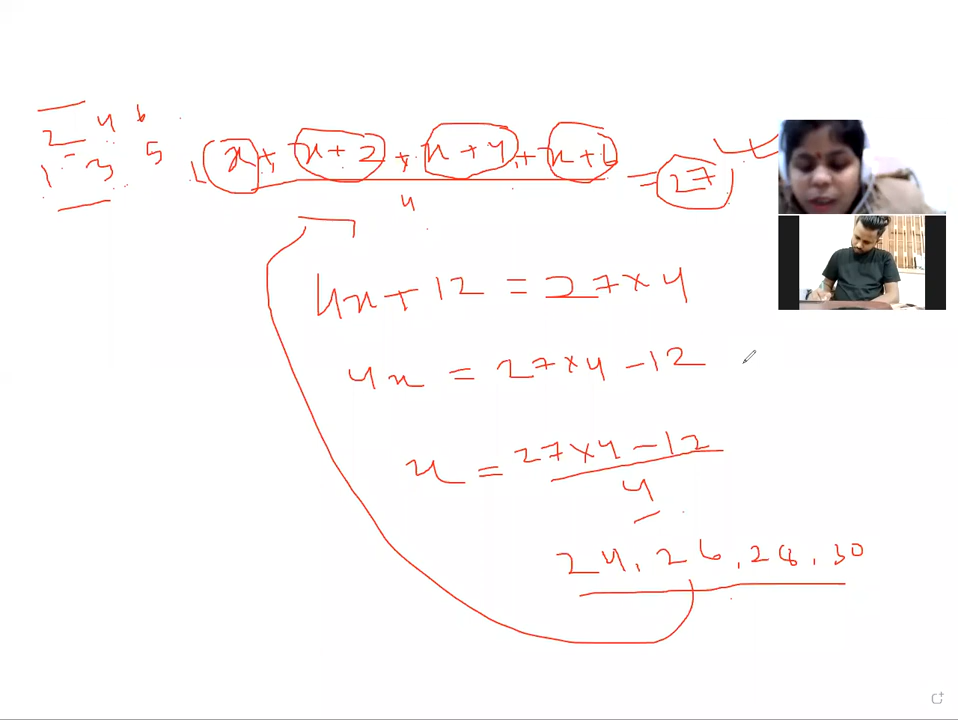 2 4 6
1 3 5
x + x+2 + x+4 + x+6 = 27
4
4x + 12 = 27 × 4
4x = 27 × 4 - 12
x = 27 × 4 - 12
4
24, 26, 28, 30